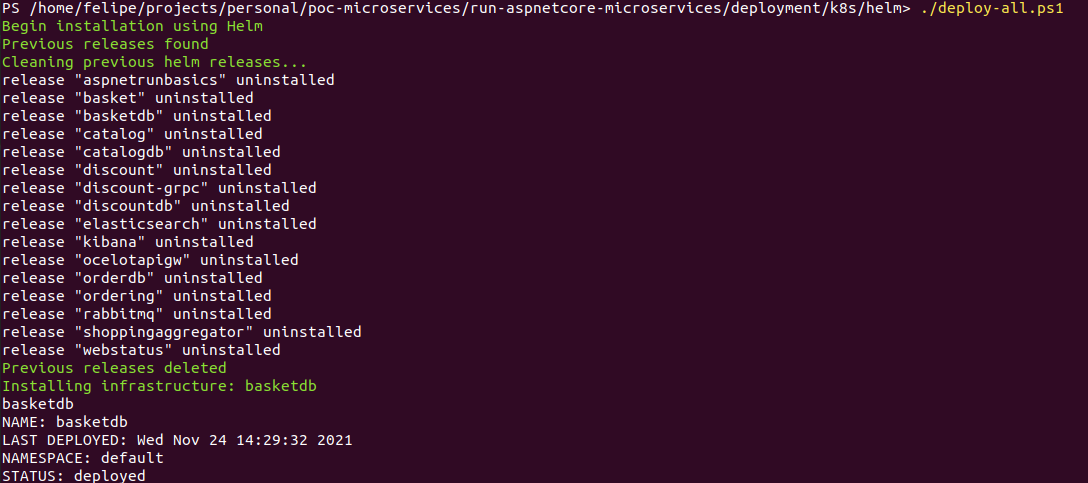 PS /home/felipe/projects/personal/poc-microservices/run-aspnetcore-microservices/deployment/k8s/helm> ./deploy-all.ps1
Begin installation using Helm
Previous releases found
Cleaning previous helm releases...
release "aspnetrunbasics" uninstalled
release "basket" uninstalled
release "basketdb" uninstalled
release "catalog" uninstalled
release "catalogdb" uninstalled
release "discount" uninstalled
release "discount-grpc" uninstalled
release "discountdb" uninstalled
release "elasticsearch" uninstalled
release "kibana" uninstalled
release "ocelotapigw" uninstalled
release "orderdb" uninstalled
release "ordering" uninstalled
release "rabbitmq" uninstalled
release "shoppingaggregator" uninstalled
release "webstatus" uninstalled
Previous releases deleted
Installing infrastructure: basketdb
basketdb
NAME: basketdb
LAST DEPLOYED: Wed Nov 24 14:29:32 2021
NAMESPACE: default
STATUS: deployed